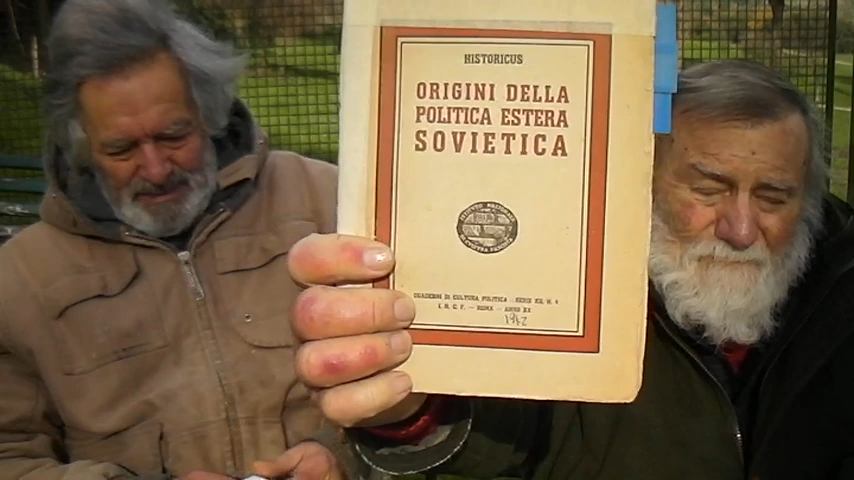 HISTORICUS
ORIGINI DELLA
POLITICA ESTERA
SOVIETICA
QUADERNI DI CULTURA POLITICA - SERIE XII, N. 4
I. N. C. F. - ROMA - ANNO XX
1942